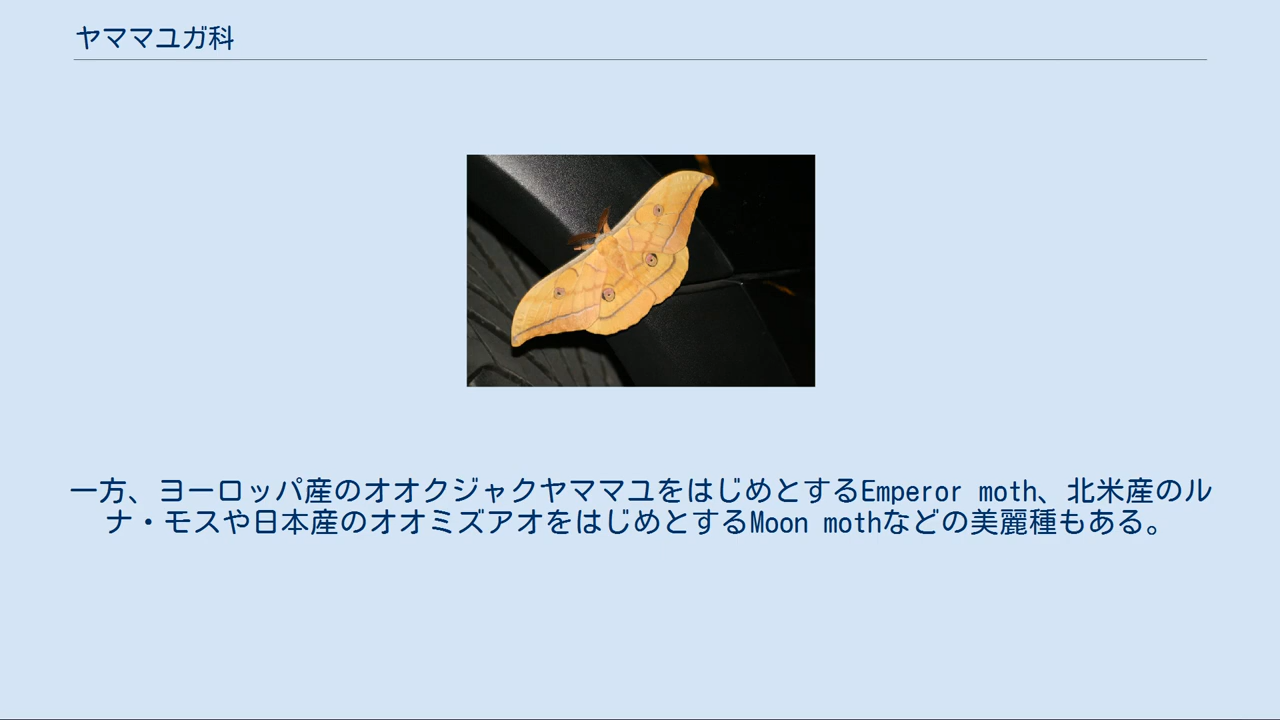 ヤママユガ科
一方、ヨーロッパ産のオオクジャクヤママユをはじめとするEmperor moth、北米産のル
ナ・モスや日本産のオオミズアオをはじめとするMoon mothなどの美麗種もある。